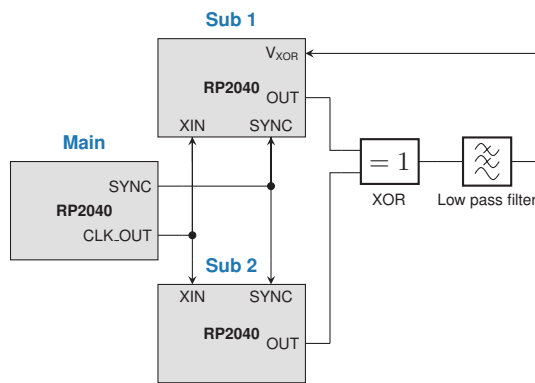 Sub 1
V_XOR
RP2040
OUT
XIN SYNC
Main
SYNC
RP2040
CLK_OUT
= 1
XOR
Low pass filter
Sub 2
XIN SYNC
RP2040
OUT